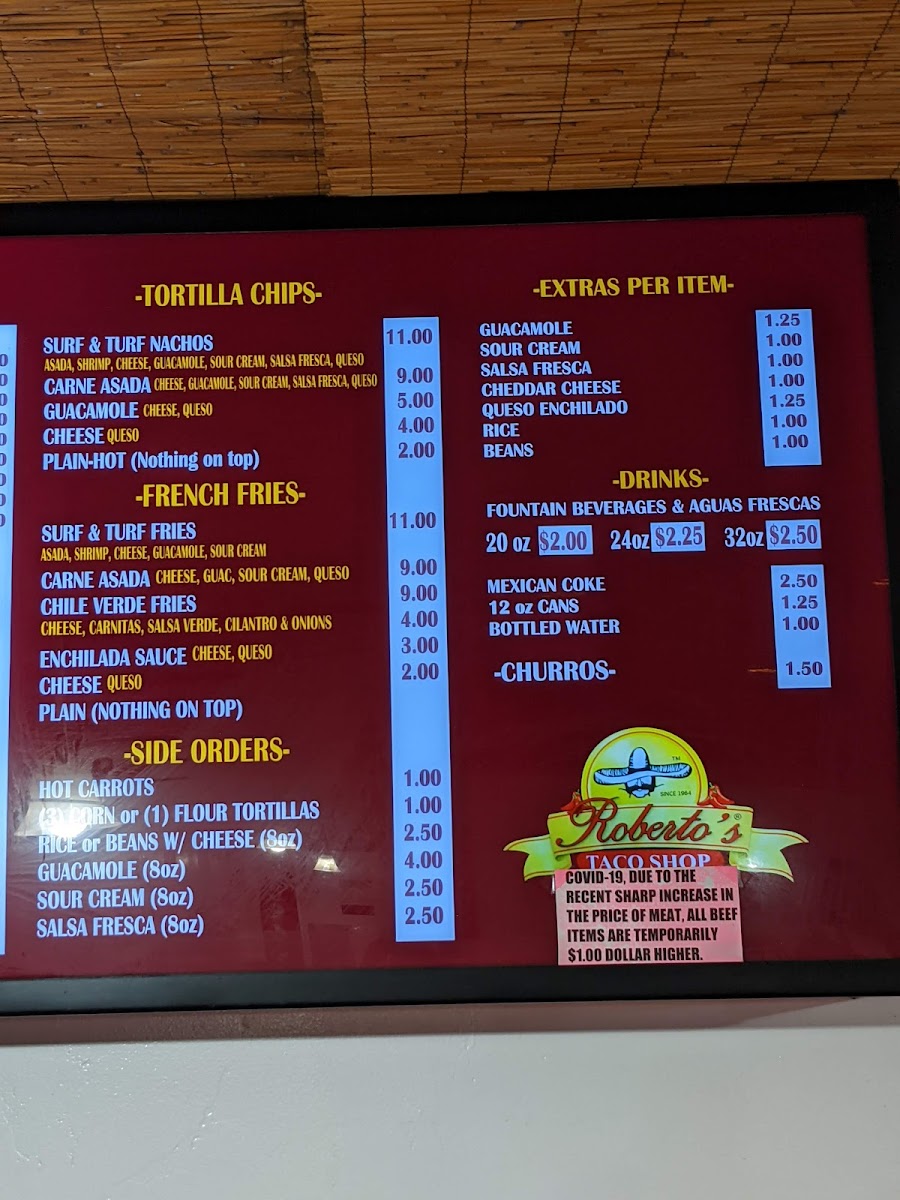 -TORTILLA CHIPS-
SURF & TURF NACHOS 11.00
ASADA, SHRIMP, CHEESE, GUACAMOLE, SOUR CREAM, SALSA FRESCA, QUESO
CARNE ASADA CHEESE, GUACAMOLE, SOUR CREAM, SALSA FRESCA, QUESO 9.00
GUACAMOLE CHEESE, QUESO 5.00
CHEESE QUESO 4.00
PLAIN-HOT (Nothing on top) 2.00
-FRENCH FRIES-
SURF & TURF FRIES 11.00
ASADA, SHRIMP, CHEESE, GUACAMOLE, SOUR CREAM
CARNE ASADA CHEESE, GUAC, SOUR CREAM, QUESO 9.00
CHILE VERDE FRIES 9.00
CHEESE, CARNITAS, SALSA VERDE, CILANTRO & ONIONS
ENCHILADA SAUCE CHEESE, QUESO 4.00
CHEESE QUESO 3.00
PLAIN (NOTHING ON TOP) 2.00
-SIDE ORDERS-
HOT CARROTS 1.00
(3) CORN or (1) FLOUR TORTILLAS 1.00
RICE or BEANS W/ CHEESE (8oz) 2.50
GUACAMOLE (8oz) 4.00
SOUR CREAM (8oz) 2.50
SALSA FRESCA (8oz) 2.50
-EXTRAS PER ITEM-
GUACAMOLE 1.25
SOUR CREAM 1.00
SALSA FRESCA 1.00
CHEDDAR CHEESE 1.00
QUESO ENCHILADO 1.25
RICE 1.00
BEANS 1.00
-DRINKS-
FOUNTAIN BEVERAGES & AGUAS FRESCAS
20 oz $2.00 24oz $2.25 32oz $2.50
MEXICAN COKE 2.50
12 oz CANS 1.25
BOTTLED WATER 1.00
-CHURROS- 1.50
TM
SINCE 1964
Roberto's®
TACO SHOP
COVID-19, DUE TO THE
RECENT SHARP INCREASE IN
THE PRICE OF MEAT, ALL BEEF
ITEMS ARE TEMPORARILY
$1.00 DOLLAR HIGHER.